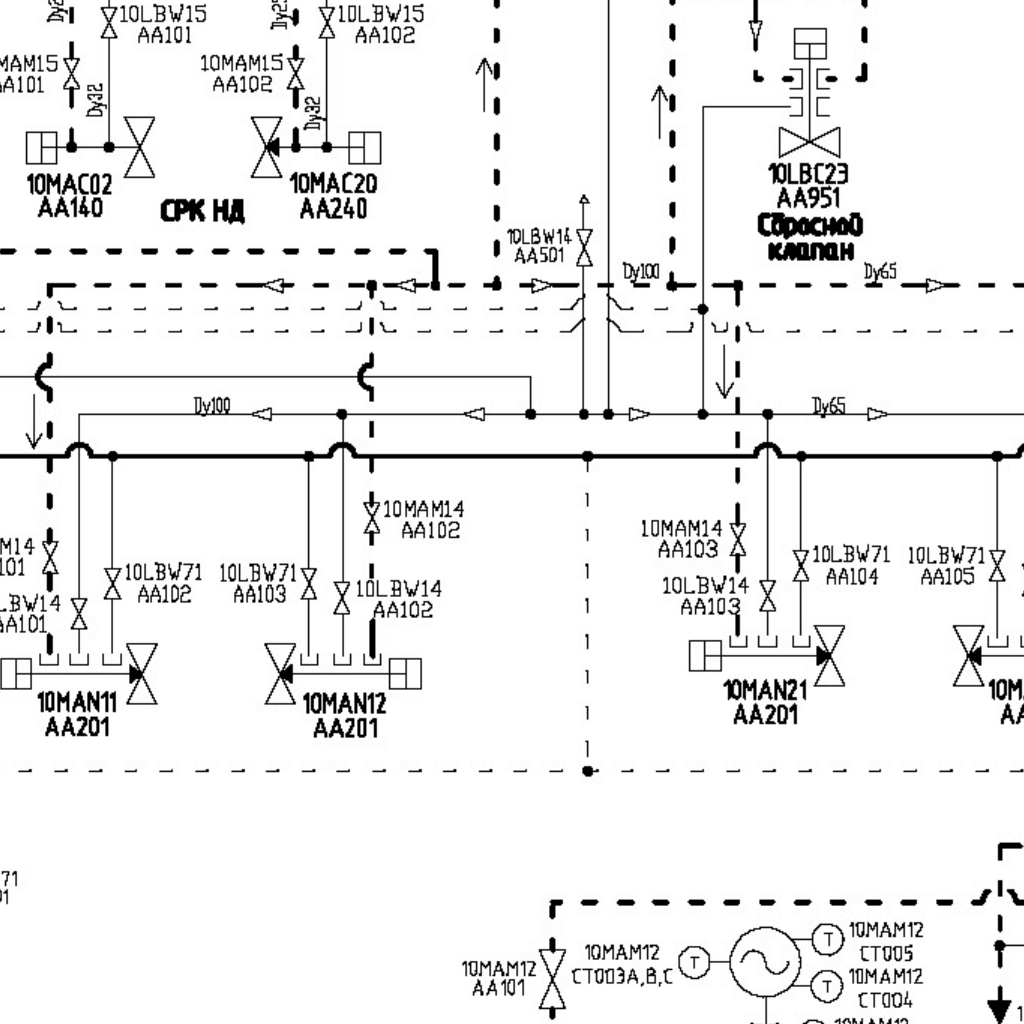 10LBW15
AA101
10LBW15
AA102
MAM15
AA101
10MAM15
AA102
Dy32
Dy32
10MAC02
AA140
СРК НД
10MAC20
AA240
10LBC23
AA951
Сбросной
клапан
10LBW14
AA501
Dy100
Dy65
Dy100
Dy65
10MAM14
AA102
10MAM14
AA103
M14
101
10LBW71
AA102
10LBW71
AA103
10LBW14
AA102
10LBW14
AA103
10LBW71
AA104
10LBW71
AA105
LBW14
AA101
10MAN11
AA201
10MAN12
AA201
10MAN21
AA201
10M
AA
71
01
10MAM12
AA101
10MAM12
CT003A,B,C
T
T
10MAM12
CT005
T
10MAM12
CT004
10MAM12